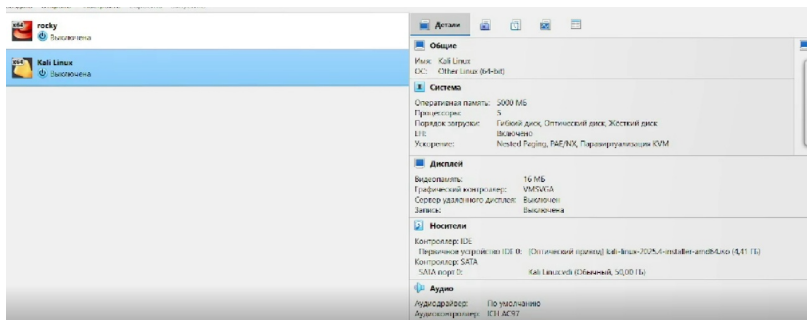 rocky
Выключена
Kali Linux
Выключена
Детали
Общие
Имя: Kali Linux
ОС: Other Linux (64-bit)
Система
Оперативная память: 5000 МБ
Процессоры: 5
Порядок загрузки: Гибкий диск, Оптический диск, Жёсткий диск
EFI: Включено
Ускорение: Nested Paging, PAE/NX, Паравиртуализация KVM
Дисплей
Видеопамять: 16 МБ
Графический контроллер: VMSVGA
Сервер удаленного дисплея: Выключен
Запись: Выключена
Носители
Контроллер: IDE
Первичное устройство IDE 0: [Оптический привод] kali-linux-2025.4-installer-amd64.iso (4,41 ГБ)
Контроллер: SATA
SATA порт 0: Kali Linux.vdi (Обычный, 50,00 ГБ)
Аудио
Аудиодрайвер: По умолчанию
Аудиоконтроллер: ICH AC97